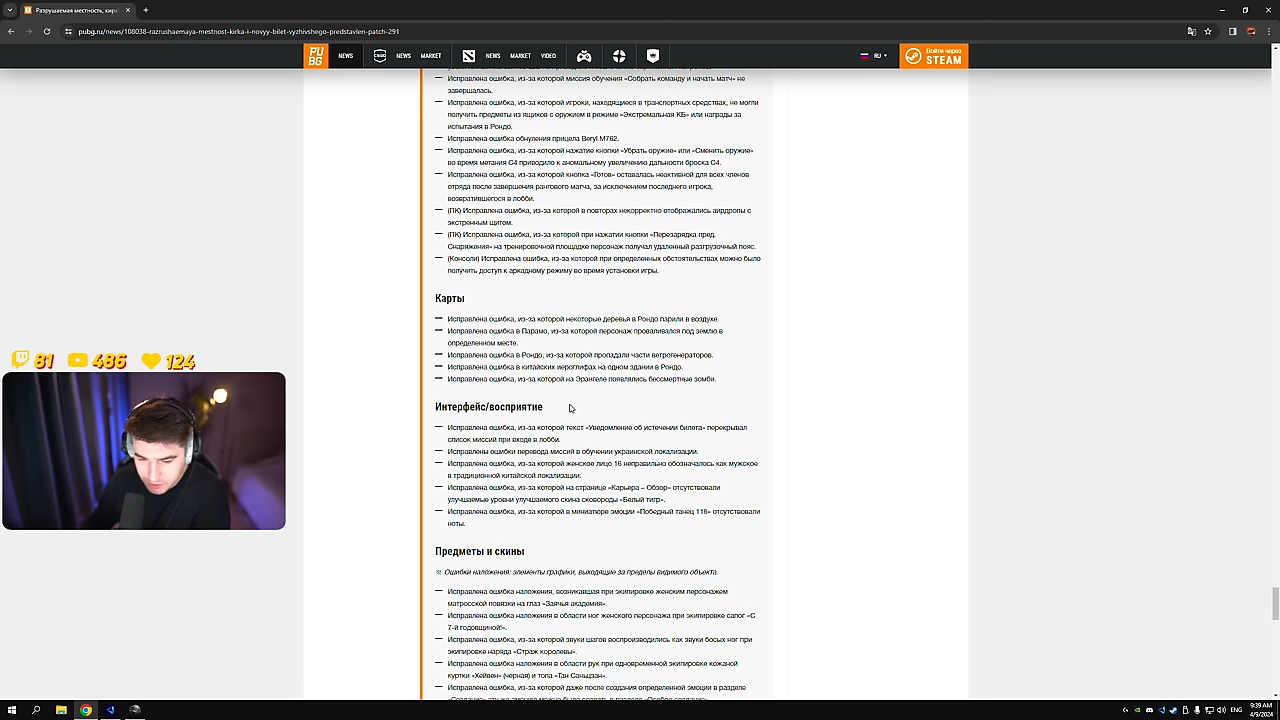 Разрушаемая местность, кирк
pubg.ru/news/108038-razrushaemaya-mestnost-kirka-i-novyy-bilet-vyzhivshego-predstavlen-patch-291
PU
BG
NEWS
NEWS
MARKET
NEWS
MARKET
VIDEO
RU
Войти через
STEAM
Исправлена ошибка, из-за которой миссия обучения «Собрать команду и начать матч» не
завершалась.
Исправлена ошибка, из-за которой игроки, находящиеся в транспортных средствах, не могли
получить предметы из ящиков с оружием в режиме «Экстремальная КБ» или награды за
испытания в Рондо.
Исправлена ошибка обнуления прицела Beryl M762.
Исправлена ошибка, из-за которой нажатие кнопки «Убрать оружие» или «Сменить оружие»
во время метания C4 приводило к аномальному увеличению дальности броска C4.
Исправлена ошибка, из-за которой кнопка «Готов» оставалась неактивной для всех членов
отряда после завершения рангового матча, за исключением последнего игрока,
возвратившегося в лобби.
(ПК) Исправлена ошибка, из-за которой в повторах некорректно отображались аирдропы с
экстренным щитом.
(ПК) Исправлена ошибка, из-за которой при нажатии кнопки «Перезарядка пред.
Снаряжения» на тренировочной площадке персонаж получал удаленный разгрузочный пояс.
(Консоли) Исправлена ошибка, из-за которой при определенных обстоятельствах можно было
получить доступ к аркадному режиму во время установки игры.
Карты
Исправлена ошибка, из-за которой некоторые деревья в Рондо парили в воздухе.
Исправлена ошибка в Парамо, из-за которой персонаж проваливался под землю в
определенном месте.
Исправлена ошибка в Рондо, из-за которой пропадали части ветрогенераторов.
Исправлена ошибка в китайских иероглифах на одном здании в Рондо.
Исправлена ошибка, из-за которой на Эрангеле появлялись бессмертные зомби.
Интерфейс/восприятие
Исправлена ошибка, из-за которой текст «Уведомление об истечении билета» перекрывал
список миссий при входе в лобби.
Исправлены ошибки перевода миссий в обучении украинской локализации.
Исправлена ошибка, из-за которой женское лицо 16 неправильно обозначалось как мужское
в традиционной китайской локализации.
Исправлена ошибка, из-за которой на странице «Карьера – Обзор» отсутствовали
улучшаемые уровни улучшаемого скина сковороды «Белый тигр».
Исправлена ошибка, из-за которой в миниатюре эмоции «Победный танец 118» отсутствовали
ноты.
Предметы и скины
Ошибки наложения: элементы графики, выходящие за пределы видимого объекта.
Исправлена ошибка наложения, возникавшая при экипировке женским персонажем
матросской повязки на глаз «Заячья академия».
Исправлена ошибка наложения в области ног женского персонажа при экипировке сапог «С
7-й годовщиной!».
Исправлена ошибка, из-за которой звуки шагов воспроизводились как звуки босых ног при
экипировке наряда «Страж королевы».
Исправлена ошибка наложения в области рук при одновременной экипировке кожаной
куртки «Хейвен» (черная) и топа «Тан Саньцзан».
Исправлена ошибка, из-за которой даже после создания определенной эмоции в разделе
81
486
124
ENG
9:39 AM
4/9/2024